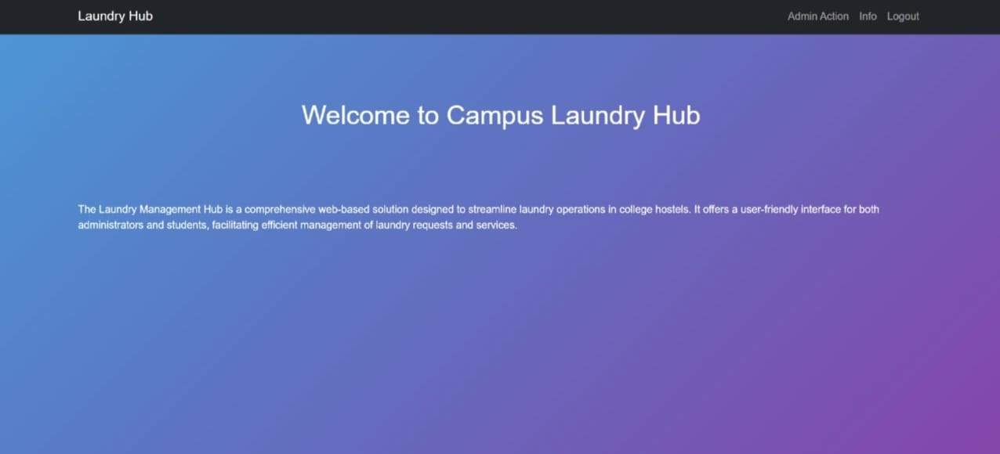 Laundry Hub
Admin Action Info Logout
Welcome to Campus Laundry Hub
The Laundry Management Hub is a comprehensive web-based solution designed to streamline laundry operations in college hostels. It offers a user-friendly interface for both
administrators and students, facilitating efficient management of laundry requests and services.